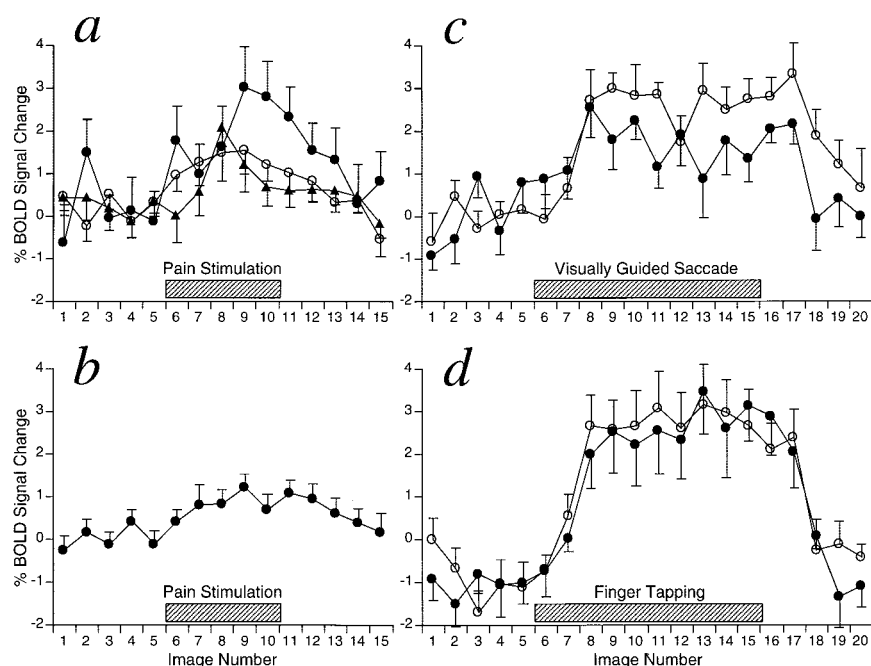 a
% BOLD Signal Change
4
3
2
1
0
-1
-2
Pain Stimulation
1 2 3 4 5 6 7 8 9 10 11 12 13 14 15
c
4
3
2
1
0
-1
-2
Visually Guided Saccade
1 2 3 4 5 6 7 8 9 10 11 12 13 14 15 16 17 18 19 20
b
% BOLD Signal Change
4
3
2
1
0
-1
-2
Pain Stimulation
1 2 3 4 5 6 7 8 9 10 11 12 13 14 15
Image Number
d
4
3
2
1
0
-1
-2
Finger Tapping
1 2 3 4 5 6 7 8 9 10 11 12 13 14 15 16 17 18 19 20
Image Number